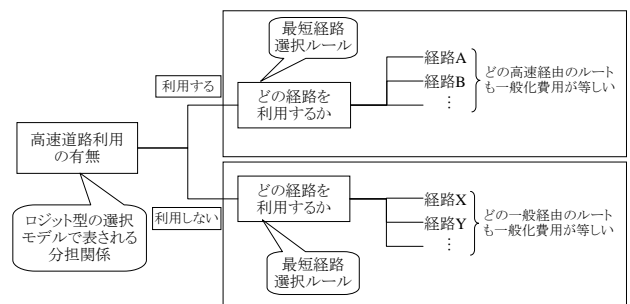 最短経路
選択ルール
利用する
どの経路を
利用するか
経路A
経路B
⋮
どの高速経由のルート
も一般化費用が等しい
高速道路利用
の有無
ロジット型の選択
モデルで表される
分担関係
利用しない
どの経路を
利用するか
経路X
経路Y
⋮
どの一般経由のルート
も一般化費用が等しい
最短経路
選択ルール